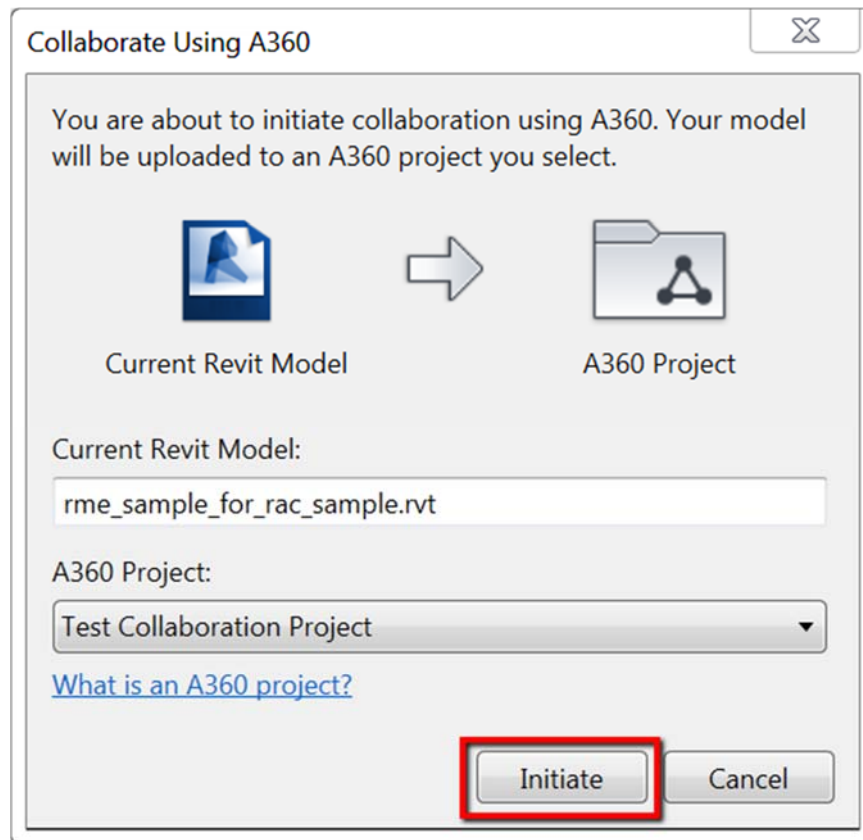 Collaborate Using A360
You are about to initiate collaboration using A360. Your model
will be uploaded to an A360 project you select.
Current Revit Model
A360 Project
Current Revit Model:
rme_sample_for_rac_sample.rvt
A360 Project:
Test Collaboration Project
What is an A360 project?
Initiate
Cancel